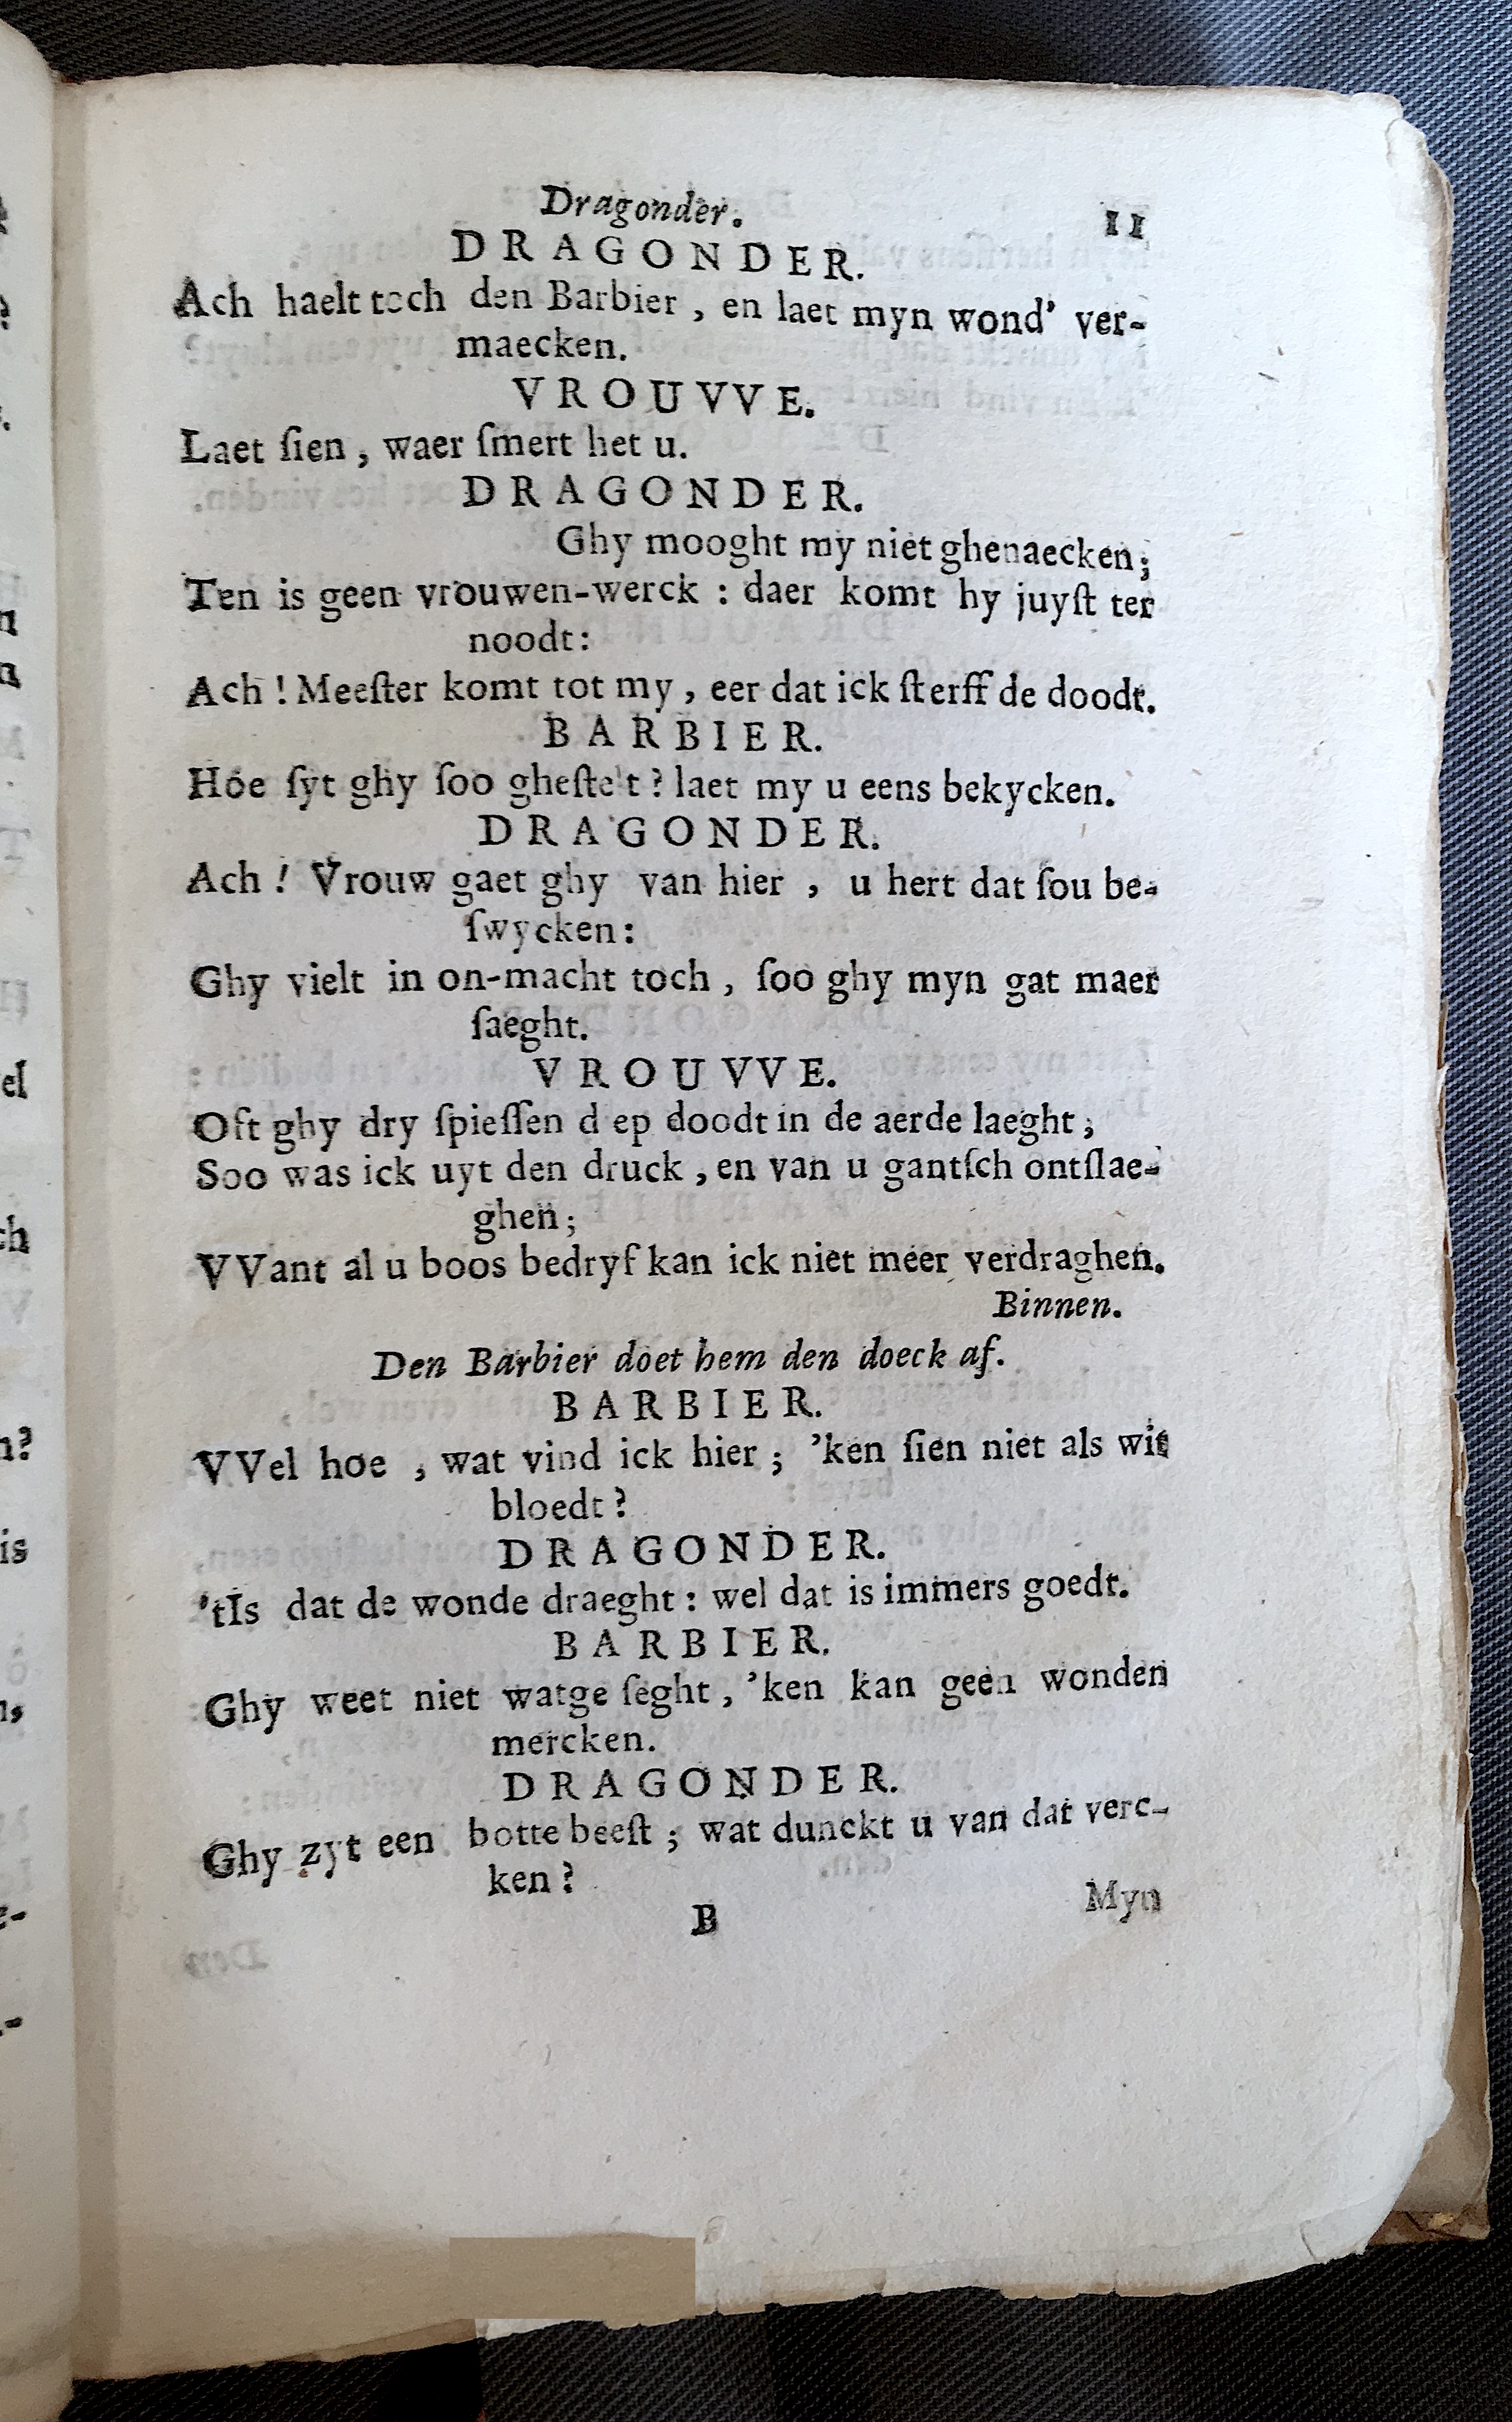 Dragonder. 11
DRAGONDER.
Ach haelt toch den Barbier, en laet myn wond' ver-
maecken.
VROUVVE.
Laet ſien, waer ſmert het u.
DRAGONDER.
Ghy mooght my niet ghenaecken;
Ten is geen vrouwen-werck : daer komt hy juyſt ter
noodt:
Ach ! Meeſter komt tot my, eer dat ick ſterff de doodt.
BARBIER.
Hoe ſyt ghy ſoo gheſtelt ? laet my u eens bekycken.
DRAGONDER.
Ach ! Vrouw gaet ghy van hier , u hert dat ſou be-
ſwycken:
Ghy vielt in on-macht toch, ſoo ghy myn gat maer
ſaeght.
VROUVVE.
Oft ghy dry ſpieſſen d ep doodt in de aerde laeght;
Soo was ick uyt den druck, en van u gantſch ontſlae-
ghen;
VVant al u boos bedryf kan ick niet meer verdraghen.
Binnen.
Den Barbier doet hem den doeck af.
BARBIER.
VVel hoe , wat vind ick hier ; 'ken ſien niet als wit
bloedt ?
DRAGONDER.
'tIs dat de wonde draeght : wel dat is immers goedt.
BARBIER.
Ghy weet niet watge ſeght, 'ken kan geen wonden
mercken.
DRAGONDER.
Ghy zyt een botte beeſt ; wat dunckt u van dat verc-
ken ?
B Myn